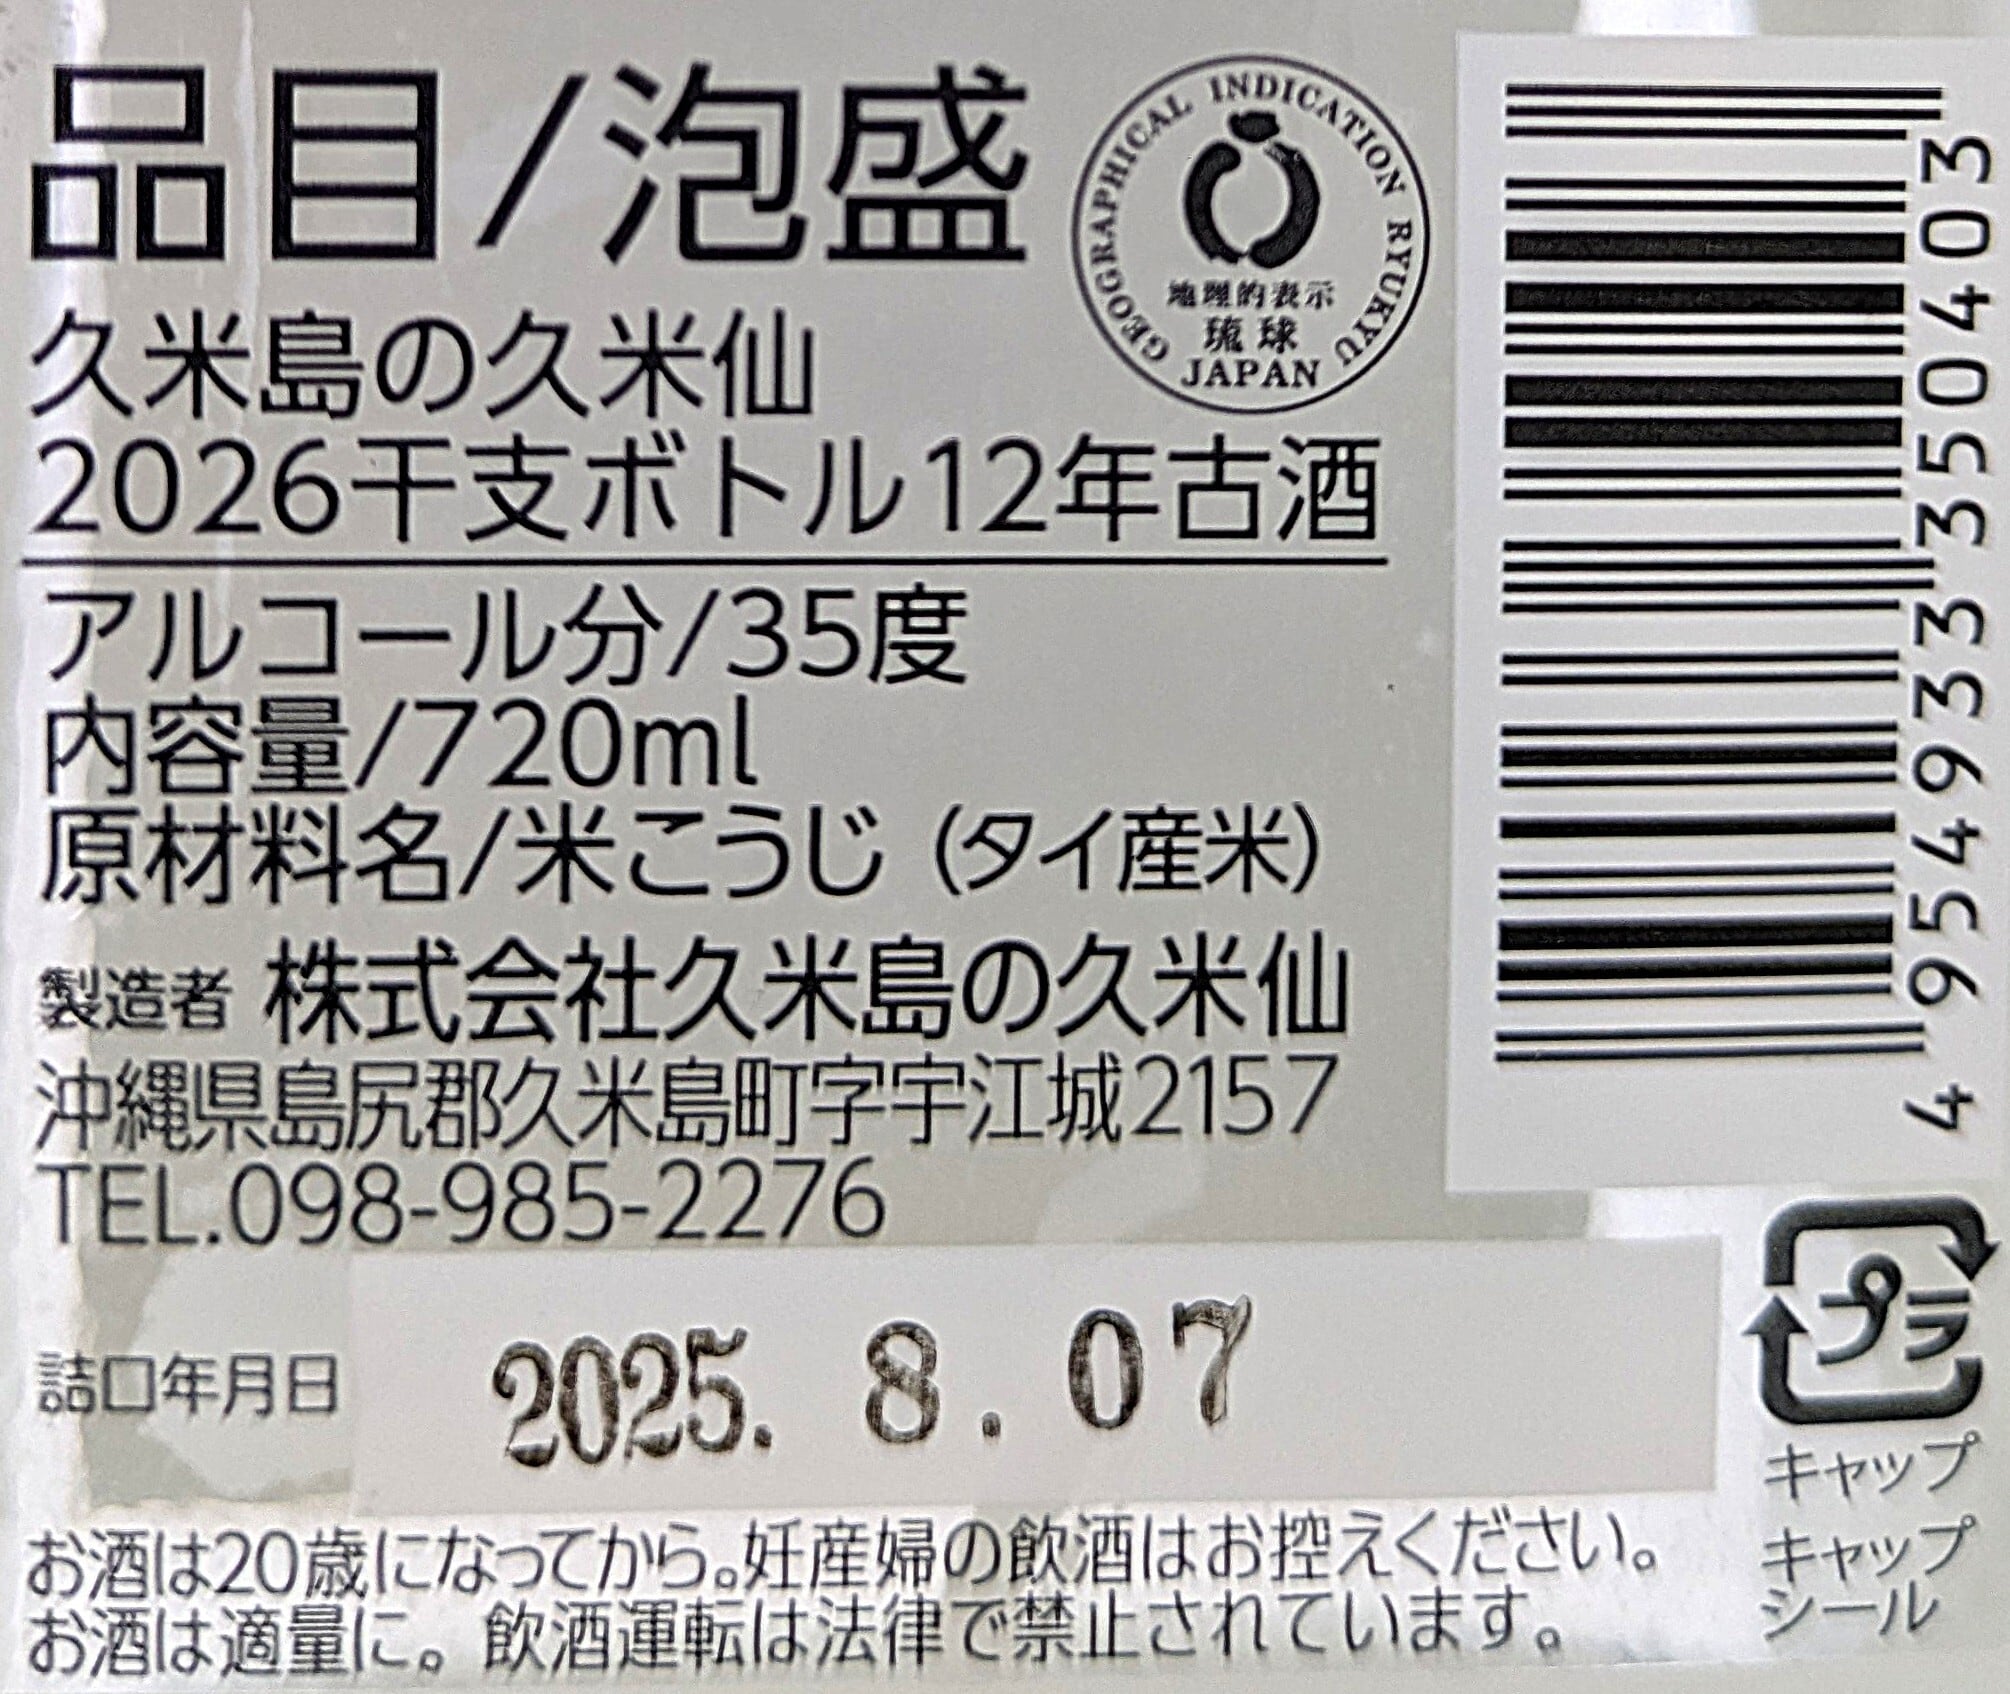 品目/泡盛
GEOGRAPHICAL INDICATION RYUKYU
地理的表示
琉球
JAPAN
久米島の久米仙
2026干支ボトル12年古酒
アルコール分/35度
内容量/720ml
原材料名/米こうじ（タイ産米）
製造者 株式会社久米島の久米仙
沖縄県島尻郡久米島町字宇江城2157
TEL.098-985-2276
詰口年月日 2025. 8. 07
お酒は20歳になってから。妊産婦の飲酒はお控えください。
お酒は適量に。飲酒運転は法律で禁止されています。
4954933350403
プラ
キャップ
キャップ
シール